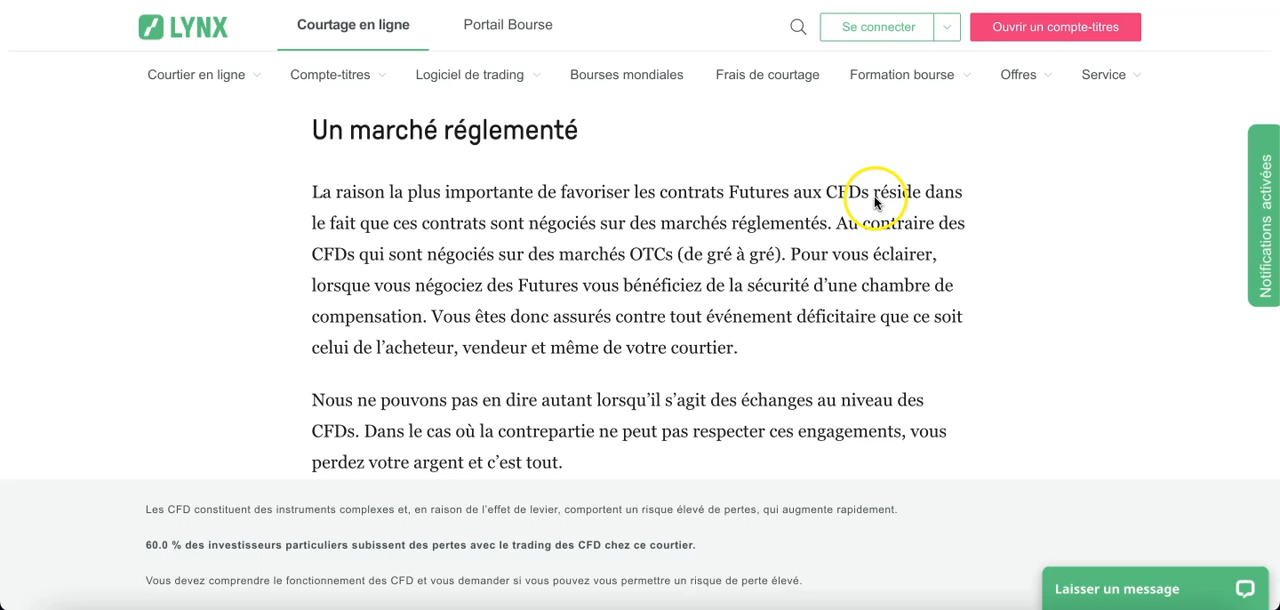 LYNX
Courtage en ligne
Portail Bourse
Se connecter
Ouvrir un compte-titres
Courtier en ligne
Compte-titres
Logiciel de trading
Bourses mondiales
Frais de courtage
Formation bourse
Offres
Service
Un marché réglementé
La raison la plus importante de favoriser les contrats Futures aux CFDs réside dans
le fait que ces contrats sont négociés sur des marchés réglementés. Au contraire des
CFDs qui sont négociés sur des marchés OTCs (de gré à gré). Pour vous éclairer,
lorsque vous négociez des Futures vous bénéficiez de la sécurité d’une chambre de
compensation. Vous êtes donc assurés contre tout événement déficitaire que ce soit
celui de l’acheteur, vendeur et même de votre courtier.
Nous ne pouvons pas en dire autant lorsqu’il s’agit des échanges au niveau des
CFDs. Dans le cas où la contrepartie ne peut pas respecter ces engagements, vous
perdez votre argent et c’est tout.
Notifications activées
Les CFD constituent des instruments complexes et, en raison de l’effet de levier, comportent un risque élevé de pertes, qui augmente rapidement.
60.0 % des investisseurs particuliers subissent des pertes avec le trading des CFD chez ce courtier.
Vous devez comprendre le fonctionnement des CFD et vous demander si vous pouvez vous permettre un risque de perte élevé.
Laisser un message